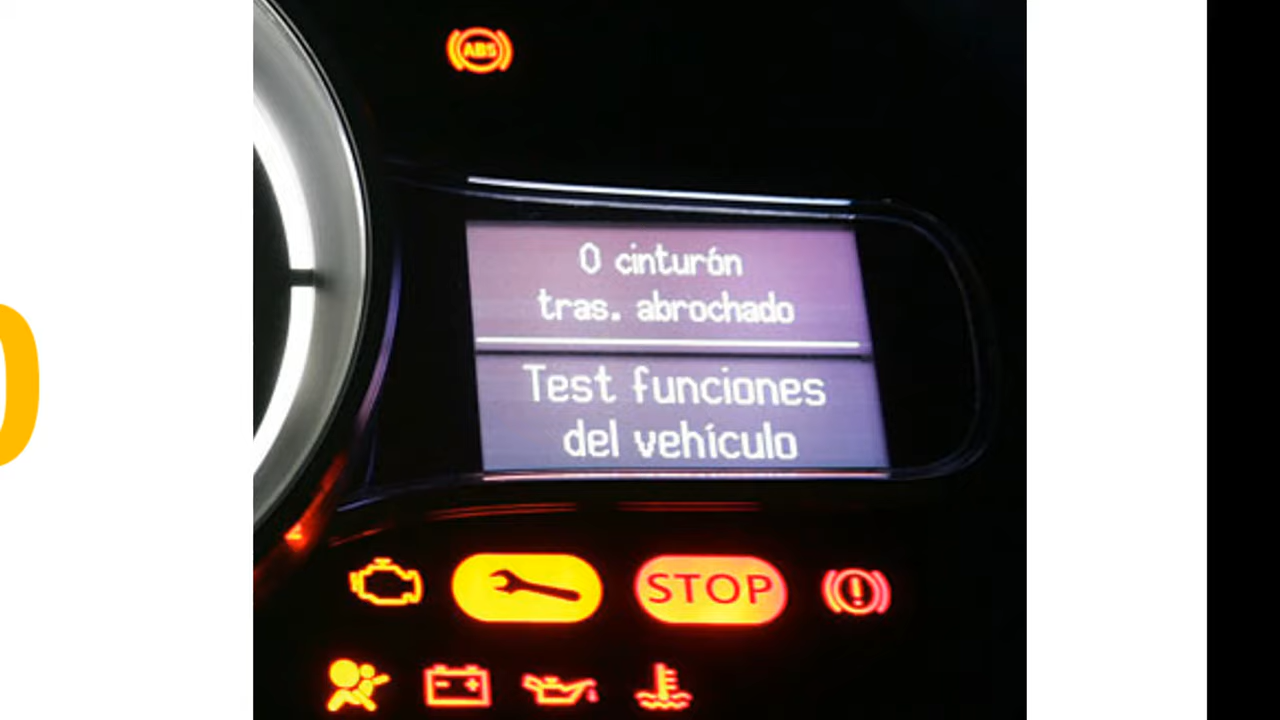 ABS
0 cinturón
tras. abrochado
Test funciones
del vehículo
STOP